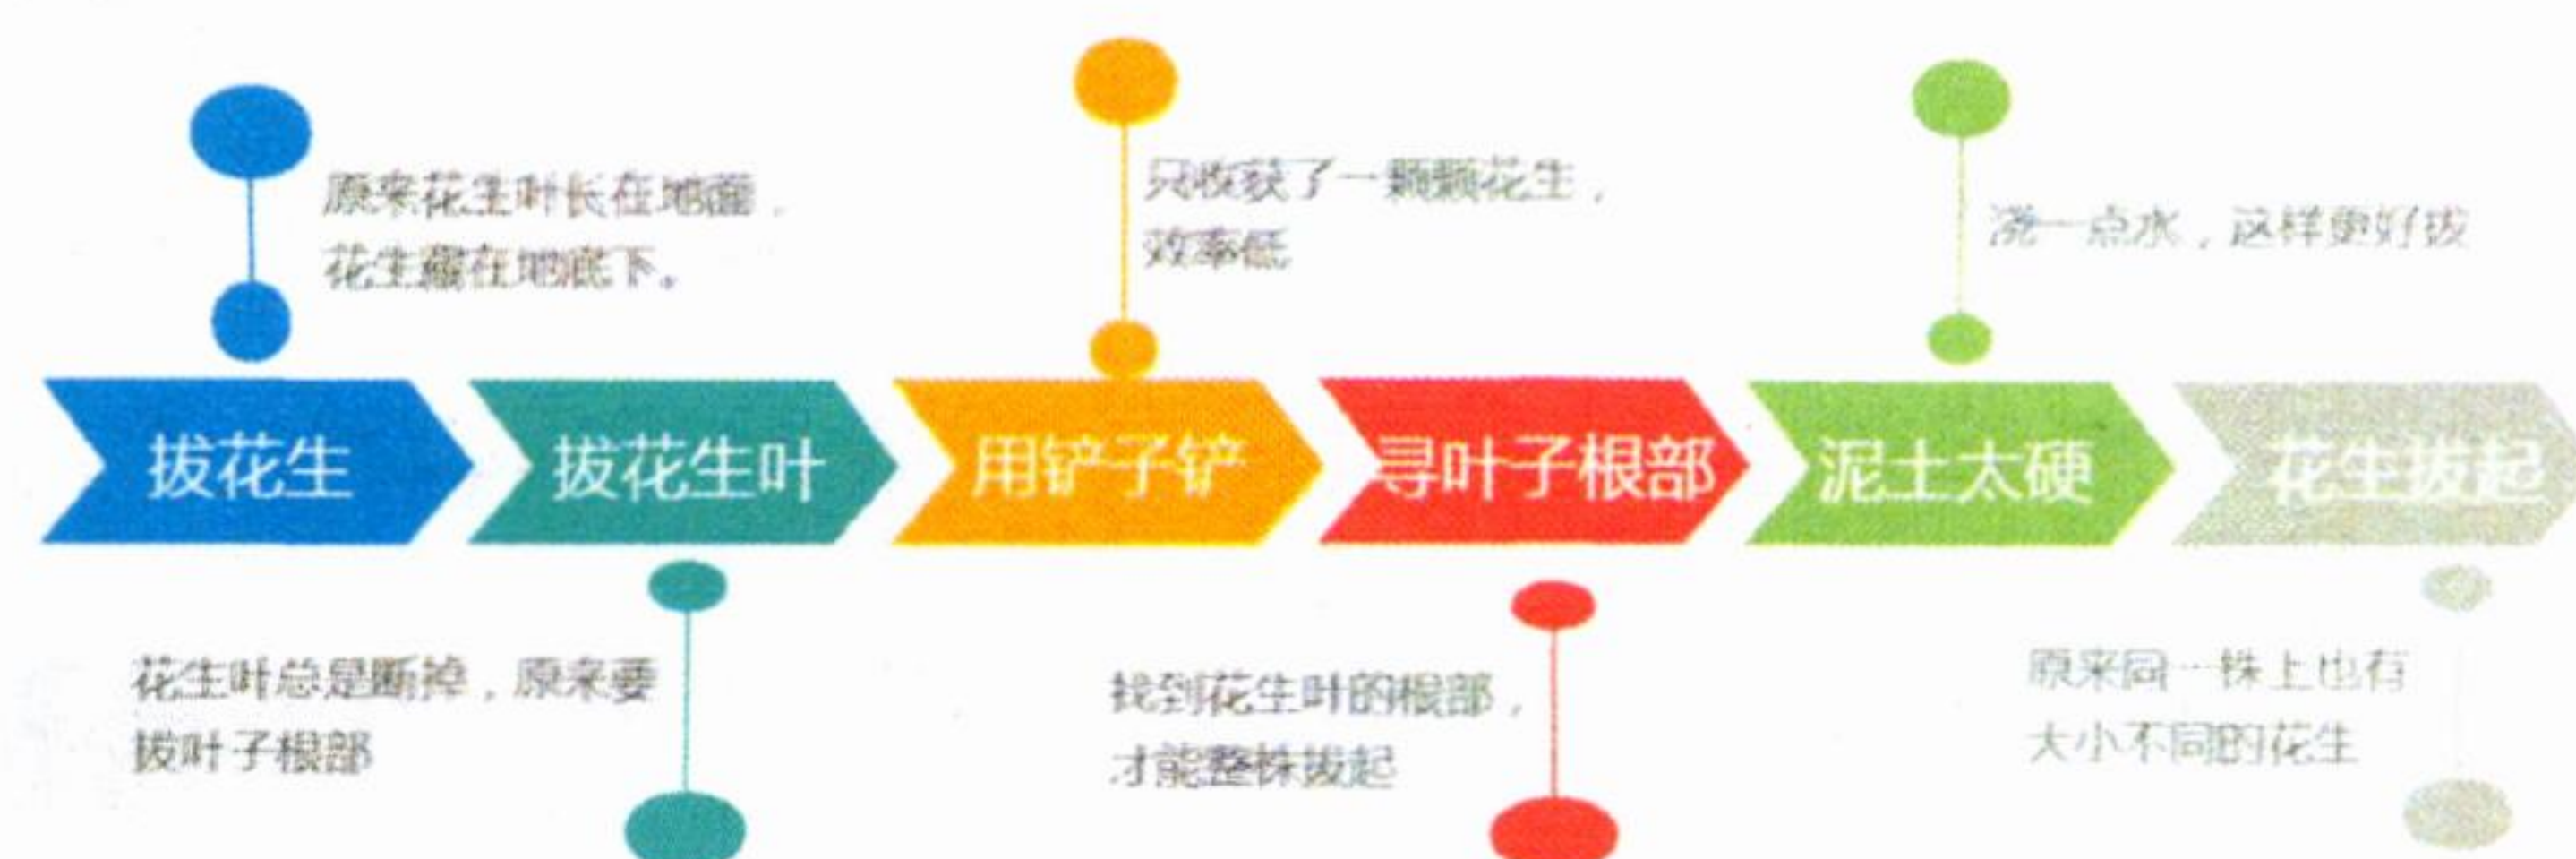 原来花生叶长在地面，
花生藏在地底下。
只收获了一颗颗花生，
效率低
浇一点水，这样更好拔
拔花生
拔花生叶
用铲子铲
寻叶子根部
泥土太硬
花生拔起
花生叶总是断掉，原来要
拔叶子根部
找到花生叶的根部，
才能整株拔起
原来同一株上也有
大小不同的花生